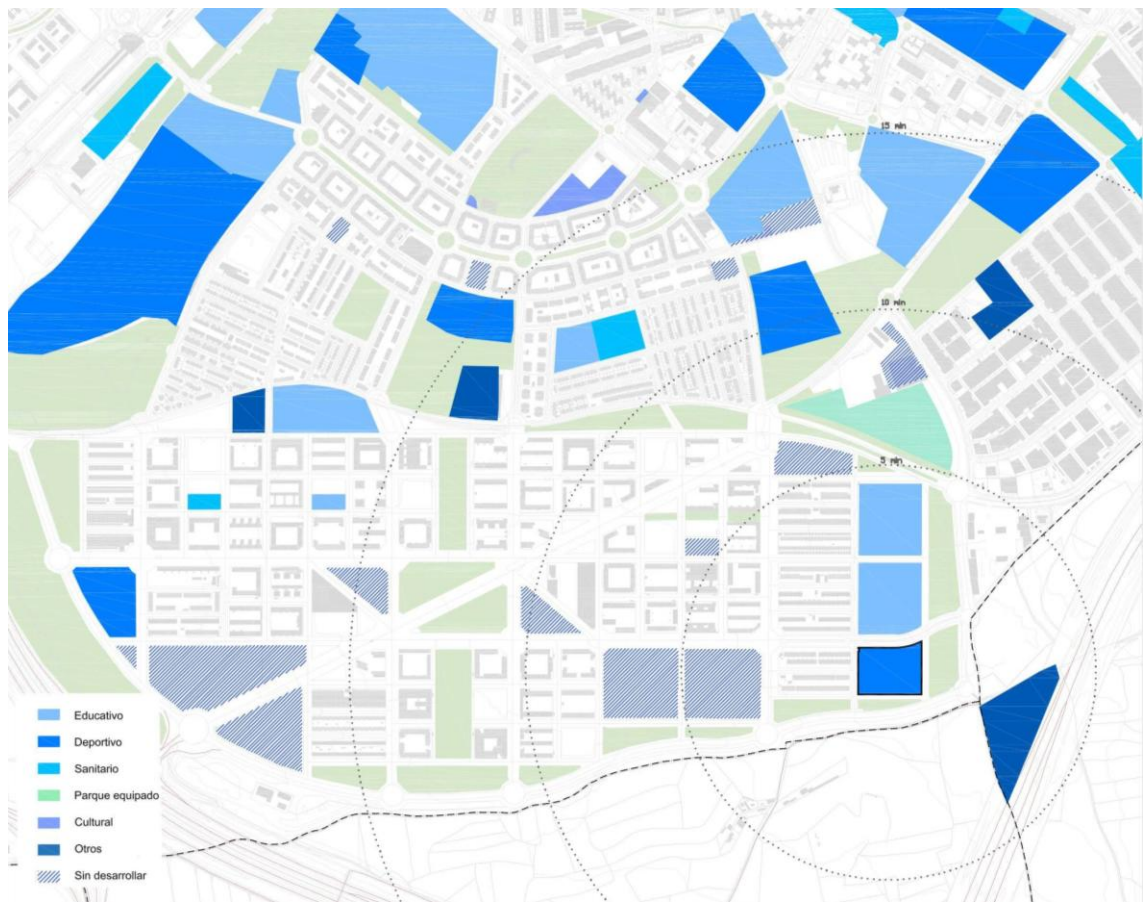 15 min
10 min
5 min
Educativo
Deportivo
Sanitario
Parque equipado
Cultural
Otros
Sin desarrollar